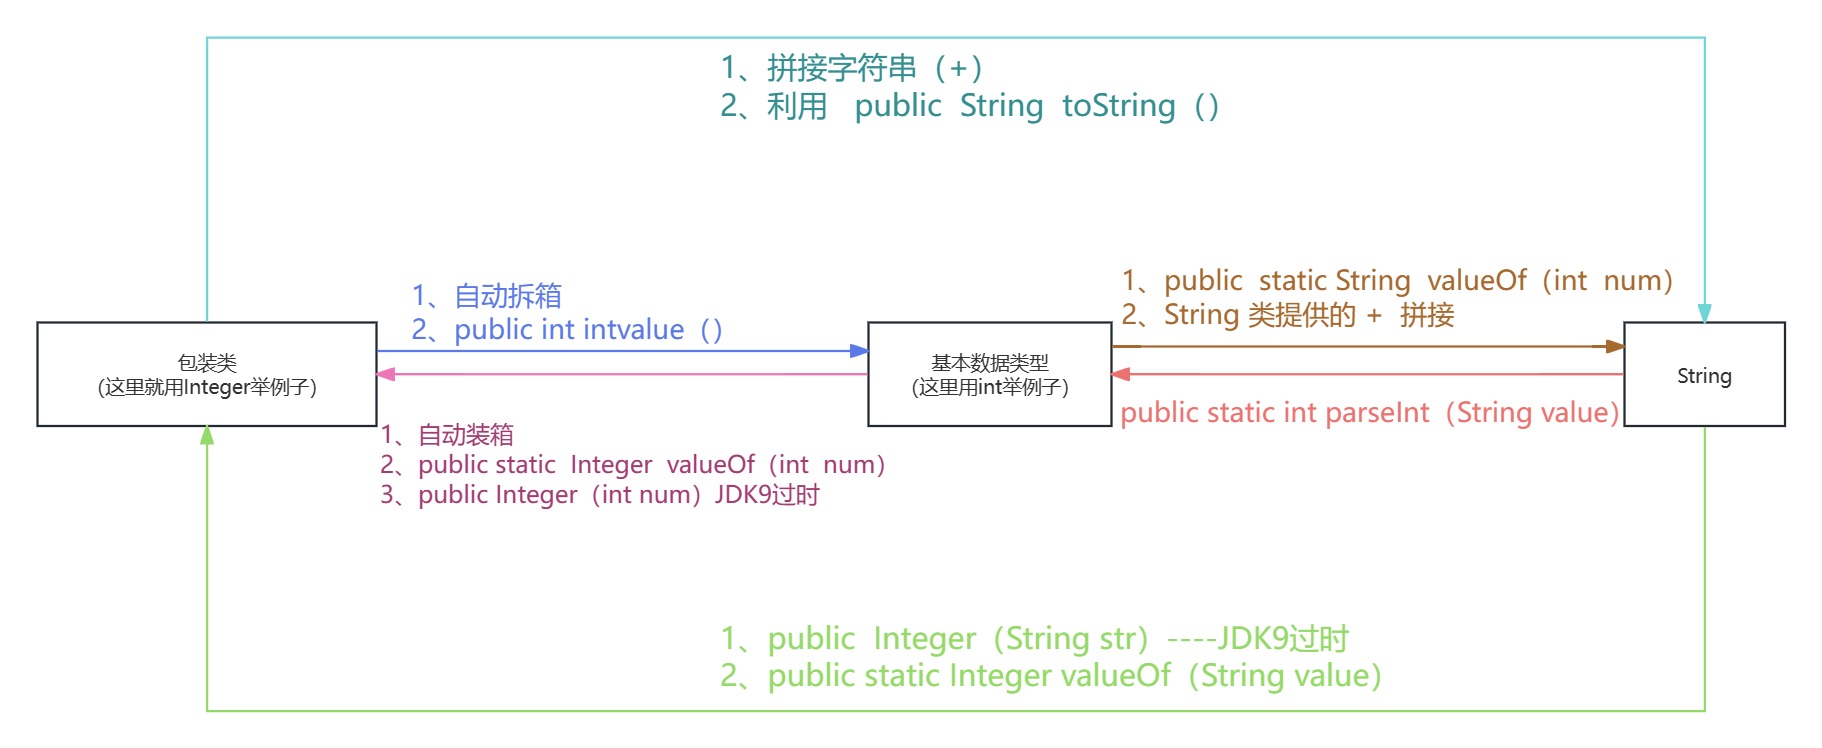 1、拼接字符串（+）
2、利用 public String toString（）
1、自动拆箱
2、public int intvalue（）
1、public static String valueOf（int num）
2、String 类提供的 + 拼接
包装类
（这里就用Integer举例子）
基本数据类型
（这里用int举例子）
String
public static int parseInt（String value）
1、自动装箱
2、public static Integer valueOf（int num）
3、public Integer（int num）JDK9过时
1、public Integer（String str）----JDK9过时
2、public static Integer valueOf（String value）